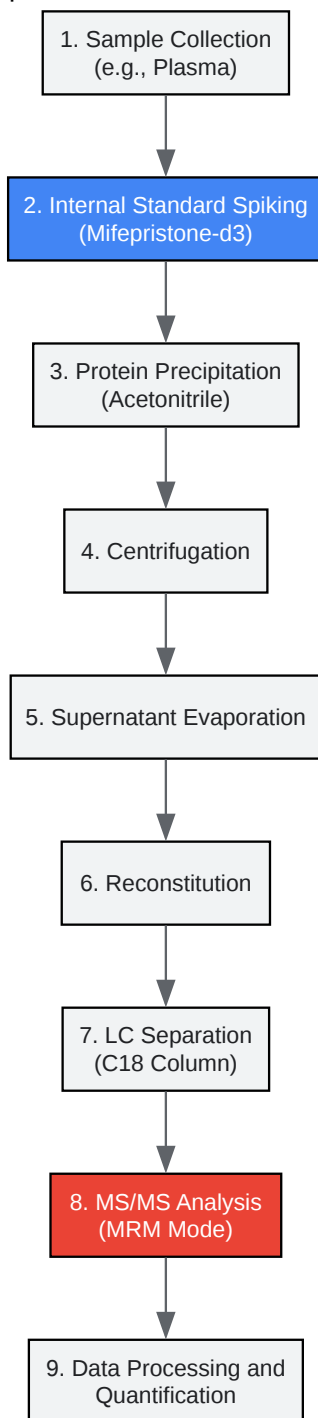 1. Sample Collection
(e.g., Plasma)
2. Internal Standard Spiking
(Mifepristone-d3)
3. Protein Precipitation
(Acetonitrile)
4. Centrifugation
5. Supernatant Evaporation
6. Reconstitution
7. LC Separation
(C18 Column)
8. MS/MS Analysis
(MRM Mode)
9. Data Processing and
Quantification